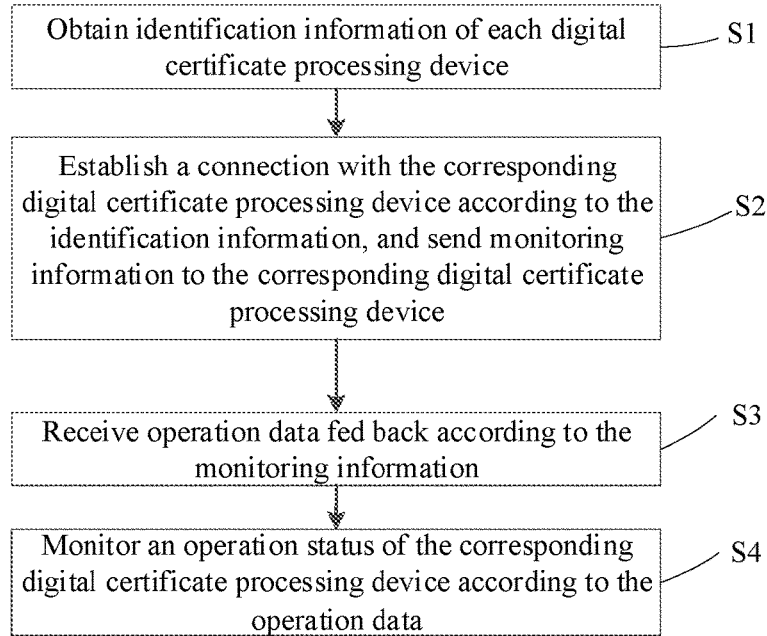 Obtain identification information of each digital
certificate processing device
S1
Establish a connection with the corresponding
digital certificate processing device according to the
identification information, and send monitoring
information to the corresponding digital certificate
processing device
S2
Receive operation data fed back according to the
monitoring information
S3
Monitor an operation status of the corresponding
digital certificate processing device according to the
operation data
S4